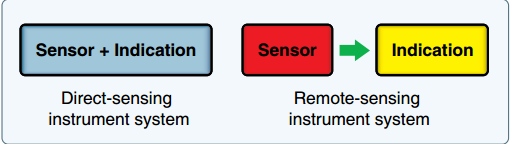 Sensor + Indication
Sensor
Indication
Direct-sensing
instrument system
Remote-sensing
instrument system